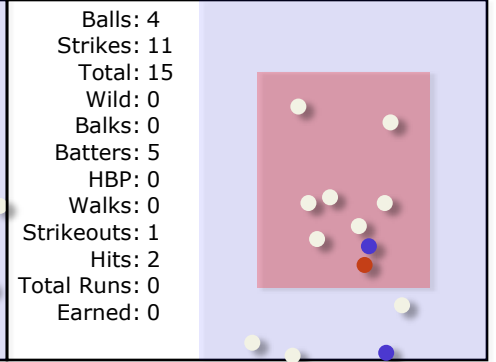 Balls: 4
Strikes: 11
Total: 15
Wild: 0
Balks: 0
Batters: 5
HBP: 0
Walks: 0
Strikeouts: 1
Hits: 2
Total Runs: 0
Earned: 0